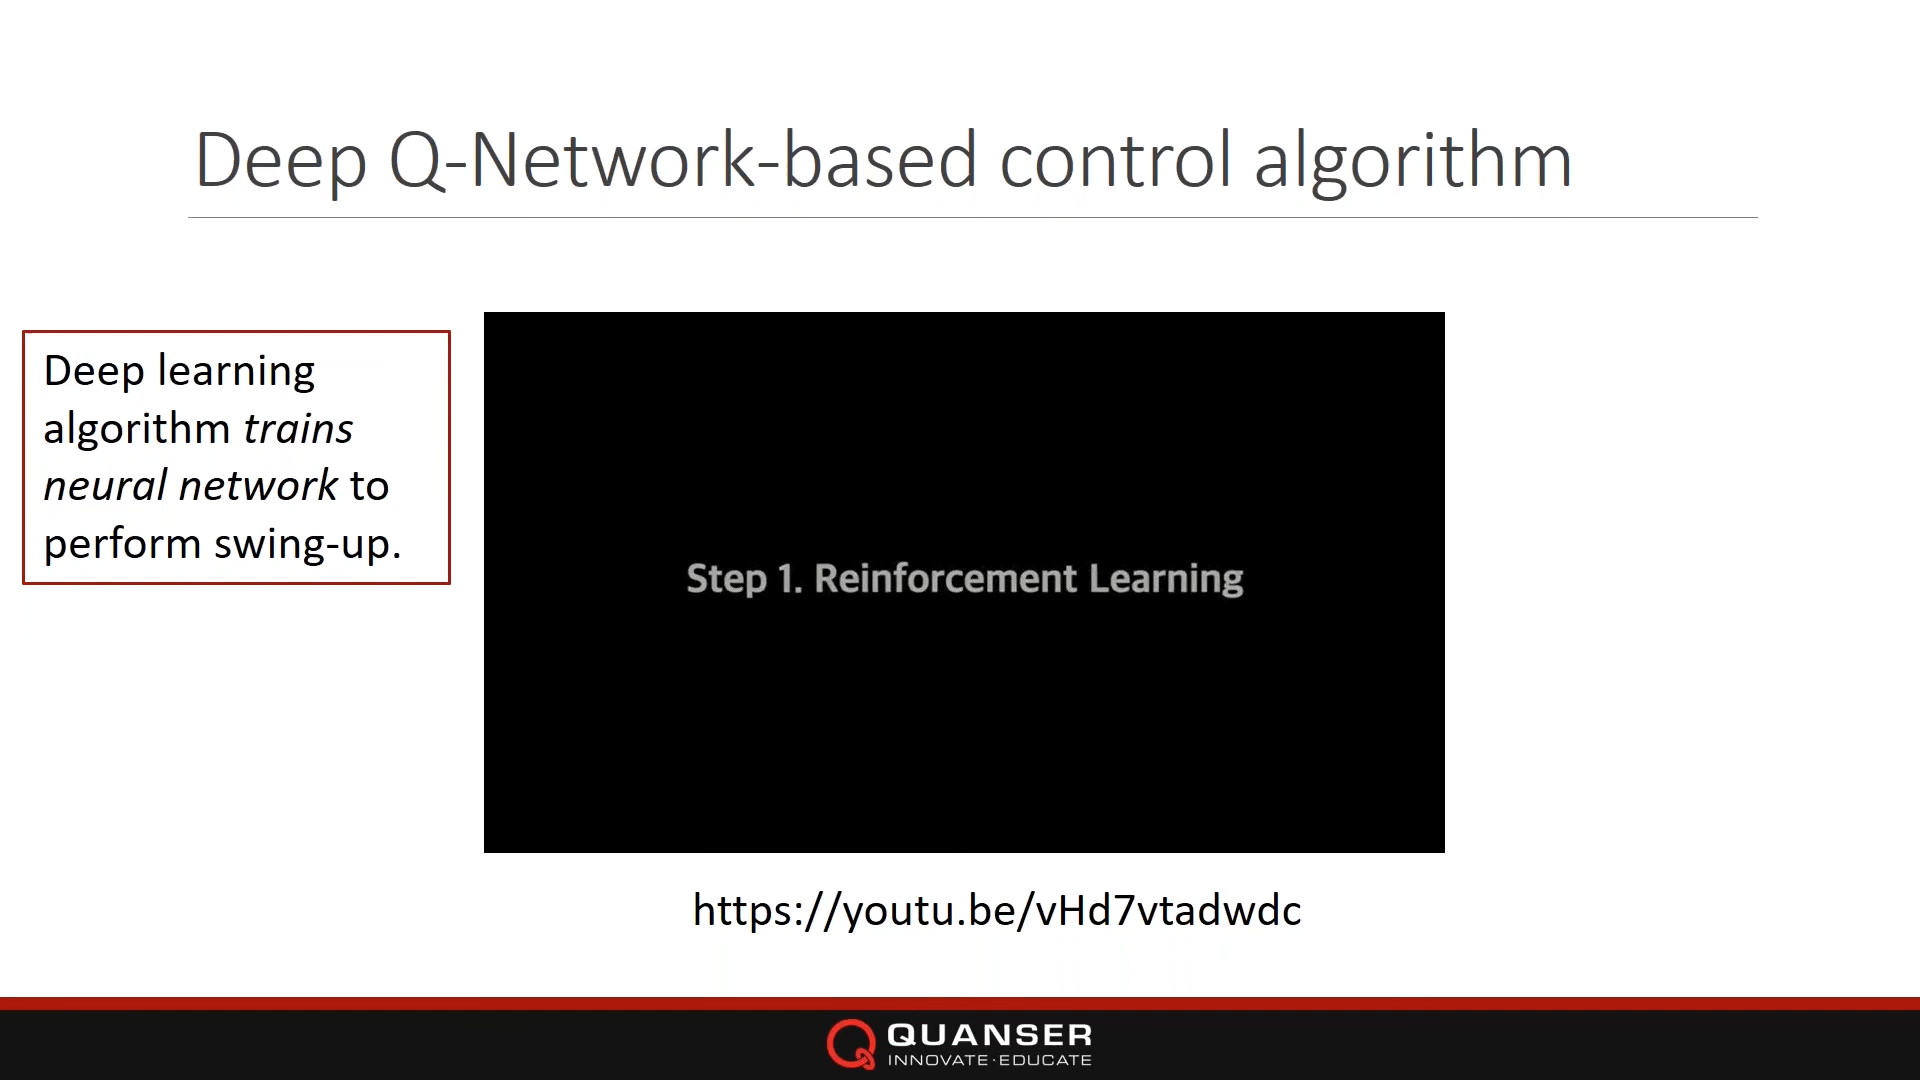 Deep Q-Network-based control algorithm
Deep learning
algorithm trains
neural network to
perform swing-up.
Step 1. Reinforcement Learning
https://youtu.be/vHd7vtadwdc
QUANSER
INNOVATE·EDUCATE